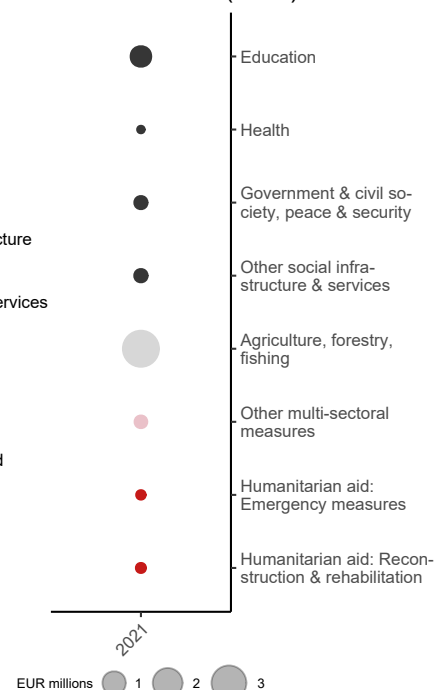 Education
Health
Government & civil so-
ciety, peace & security
cture
Other social infra-
structure & services
ervices
Agriculture, forestry,
fishing
Other multi-sectoral
measures
d
Humanitarian aid:
Emergency measures
Humanitarian aid: Recon-
struction & rehabilitation
2021
EUR millions 1 2 3